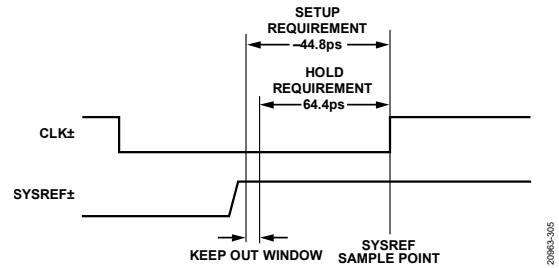 SETUP
REQUIREMENT
–44.8ps
HOLD
REQUIREMENT
64.4ps
CLK±
SYSREF±
KEEP OUT WINDOW
SYSREF
SAMPLE POINT
20963-305